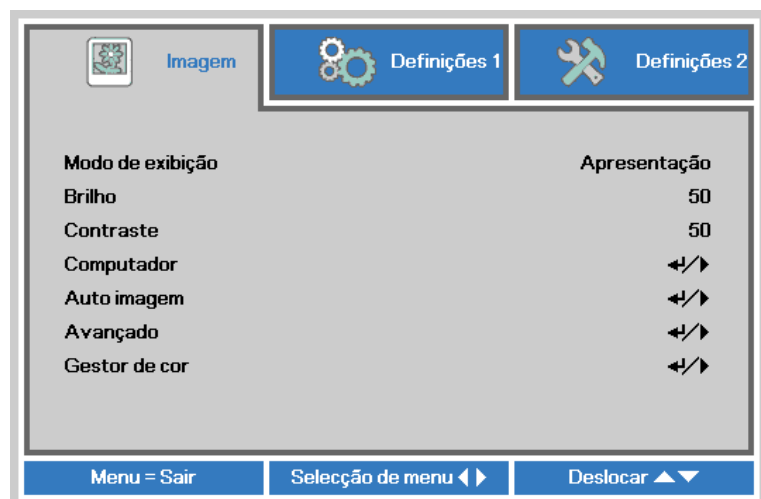 Imagem Definições 1 Definições 2
Modo de exibição Apresentação
Brilho 50
Contraste 50
Computador
Auto imagem
Avançado
Gestor de cor
Menu = Sair Selecção de menu Deslocar